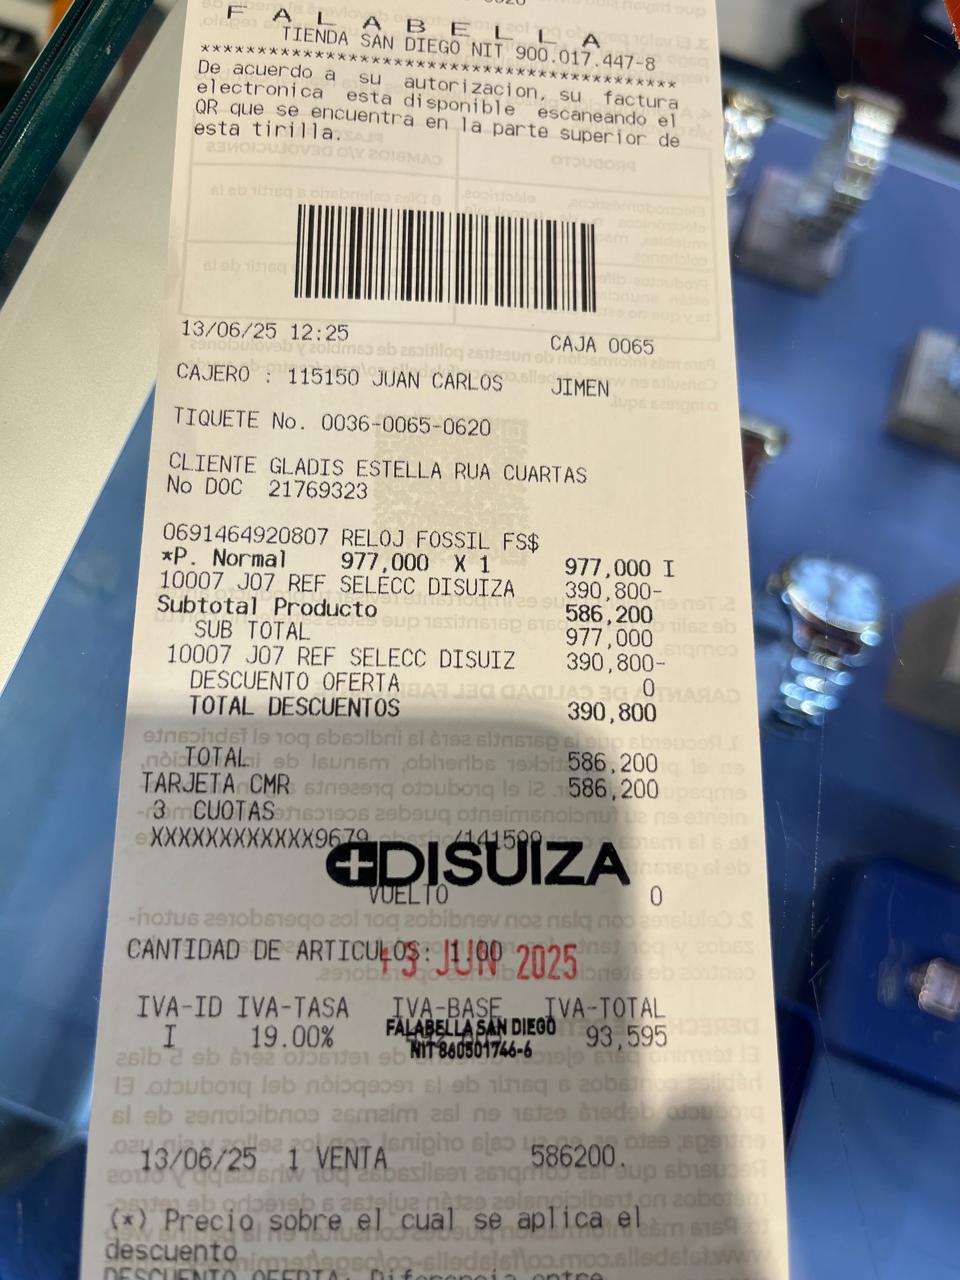 F A L A B E L L A
TIENDA SAN DIEGO NIT 900.017.447-8
******************************************
De acuerdo a su autorizacion, su factura
electronica esta disponible escaneando el
QR que se encuentra en la parte superior de
esta tirilla.
13/06/25 12:25 CAJA 0065
CAJERO : 115150 JUAN CARLOS JIMEN
TIQUETE No. 0036-0065-0620
CLIENTE GLADIS ESTELLA RUA CUARTAS
No DOC 21769323
0691464920807 RELOJ FOSSIL FS$
*P. Normal 977,000 X 1 977,000 I
10007 J07 REF SELECC DISUIZA 390,800-
Subtotal Producto 586,200
SUB TOTAL 977,000
10007 J07 REF SELECC DISUIZ 390,800-
DESCUENTO OFERTA 0
TOTAL DESCUENTOS 390,800
TOTAL 586,200
TARJETA CMR 586,200
3 CUOTAS
XXXXXXXXXXXX9679 /141599
DISUIZA
VUELTO 0
CANTIDAD DE ARTICULOS: 1.00
13 JUN 2025
IVA-ID IVA-TASA IVA-BASE IVA-TOTAL
I 19.00% 93,595
FALABELLA SAN DIEGO
NIT 860501746-6
13/06/25 1 VENTA 586200.
(*) Precio sobre el cual se aplica el
descuento
DESCUENTO OFERTA: Diferencia entre